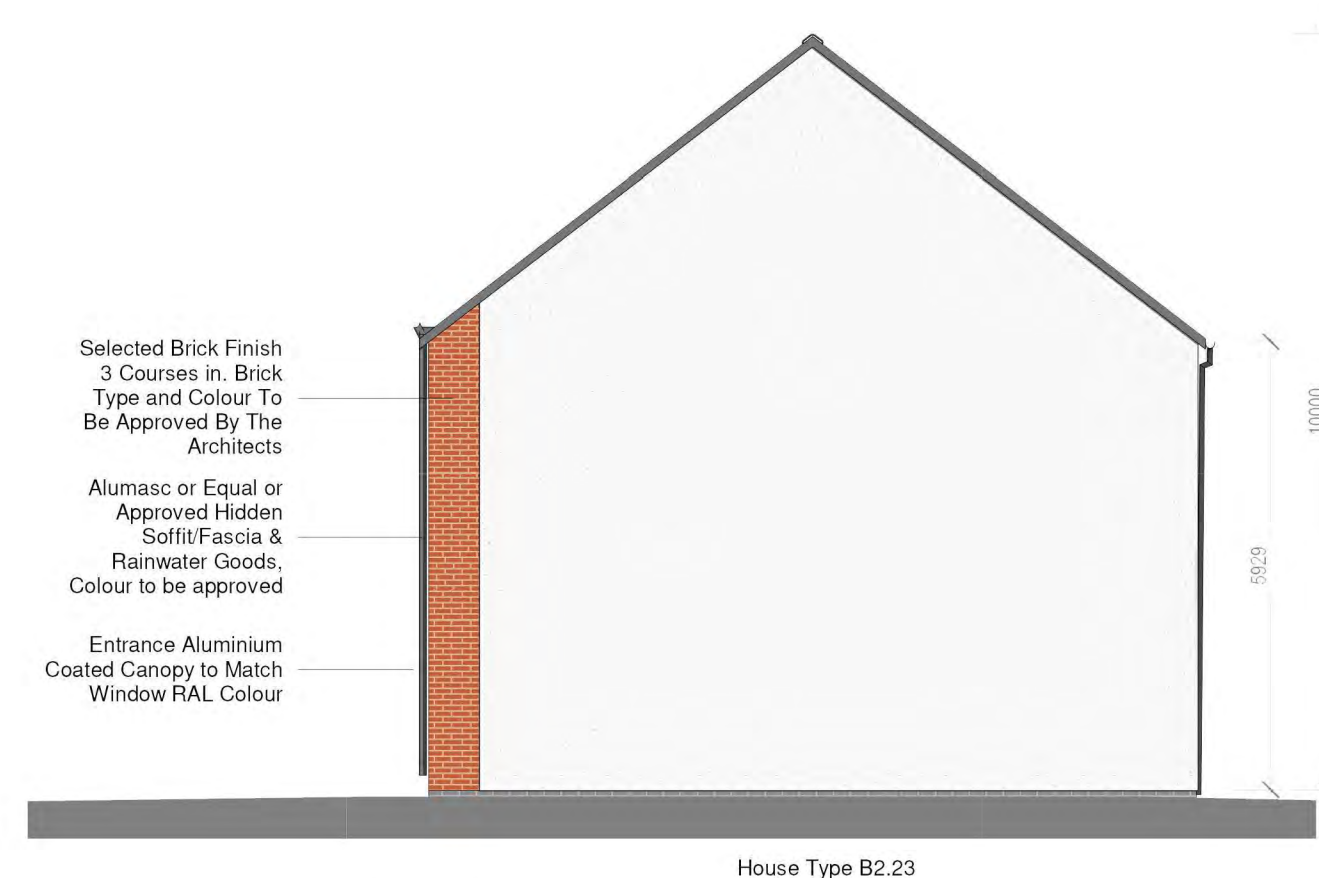 Selected Brick Finish
3 Courses in. Brick
Type and Colour To
Be Approved By The
Architects
Alumasc or Equal or
Approved Hidden
Soffit/Fascia &
Rainwater Goods,
Colour to be approved
Entrance Aluminium
Coated Canopy to Match
Window RAL Colour
5929
10000
House Type B2.23